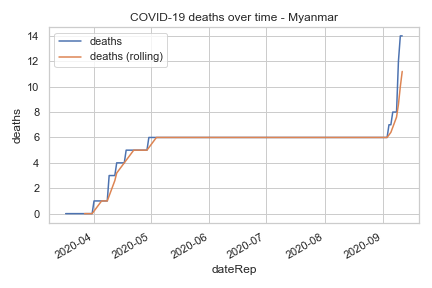 COVID-19 deaths over time - Myanmar
deaths
deaths (rolling)
14
12
10
8
6
4
2
0
deaths
2020-04
2020-05
2020-06
2020-07
2020-08
2020-09
dateRep